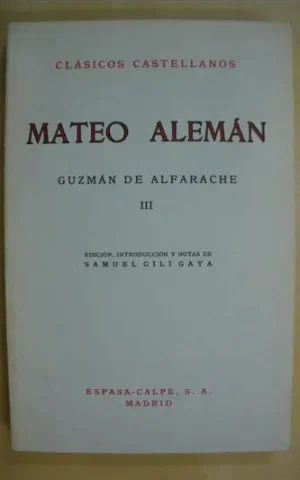 CLÁSICOS CASTELLANOS
MATEO ALEMÁN
GUZMÁN DE ALFARACHE
III
EDICIÓN, INTRODUCCIÓN Y NOTAS DE
SAMUEL GILI GAYA
ESPASA-CALPE, S. A.
MADRID